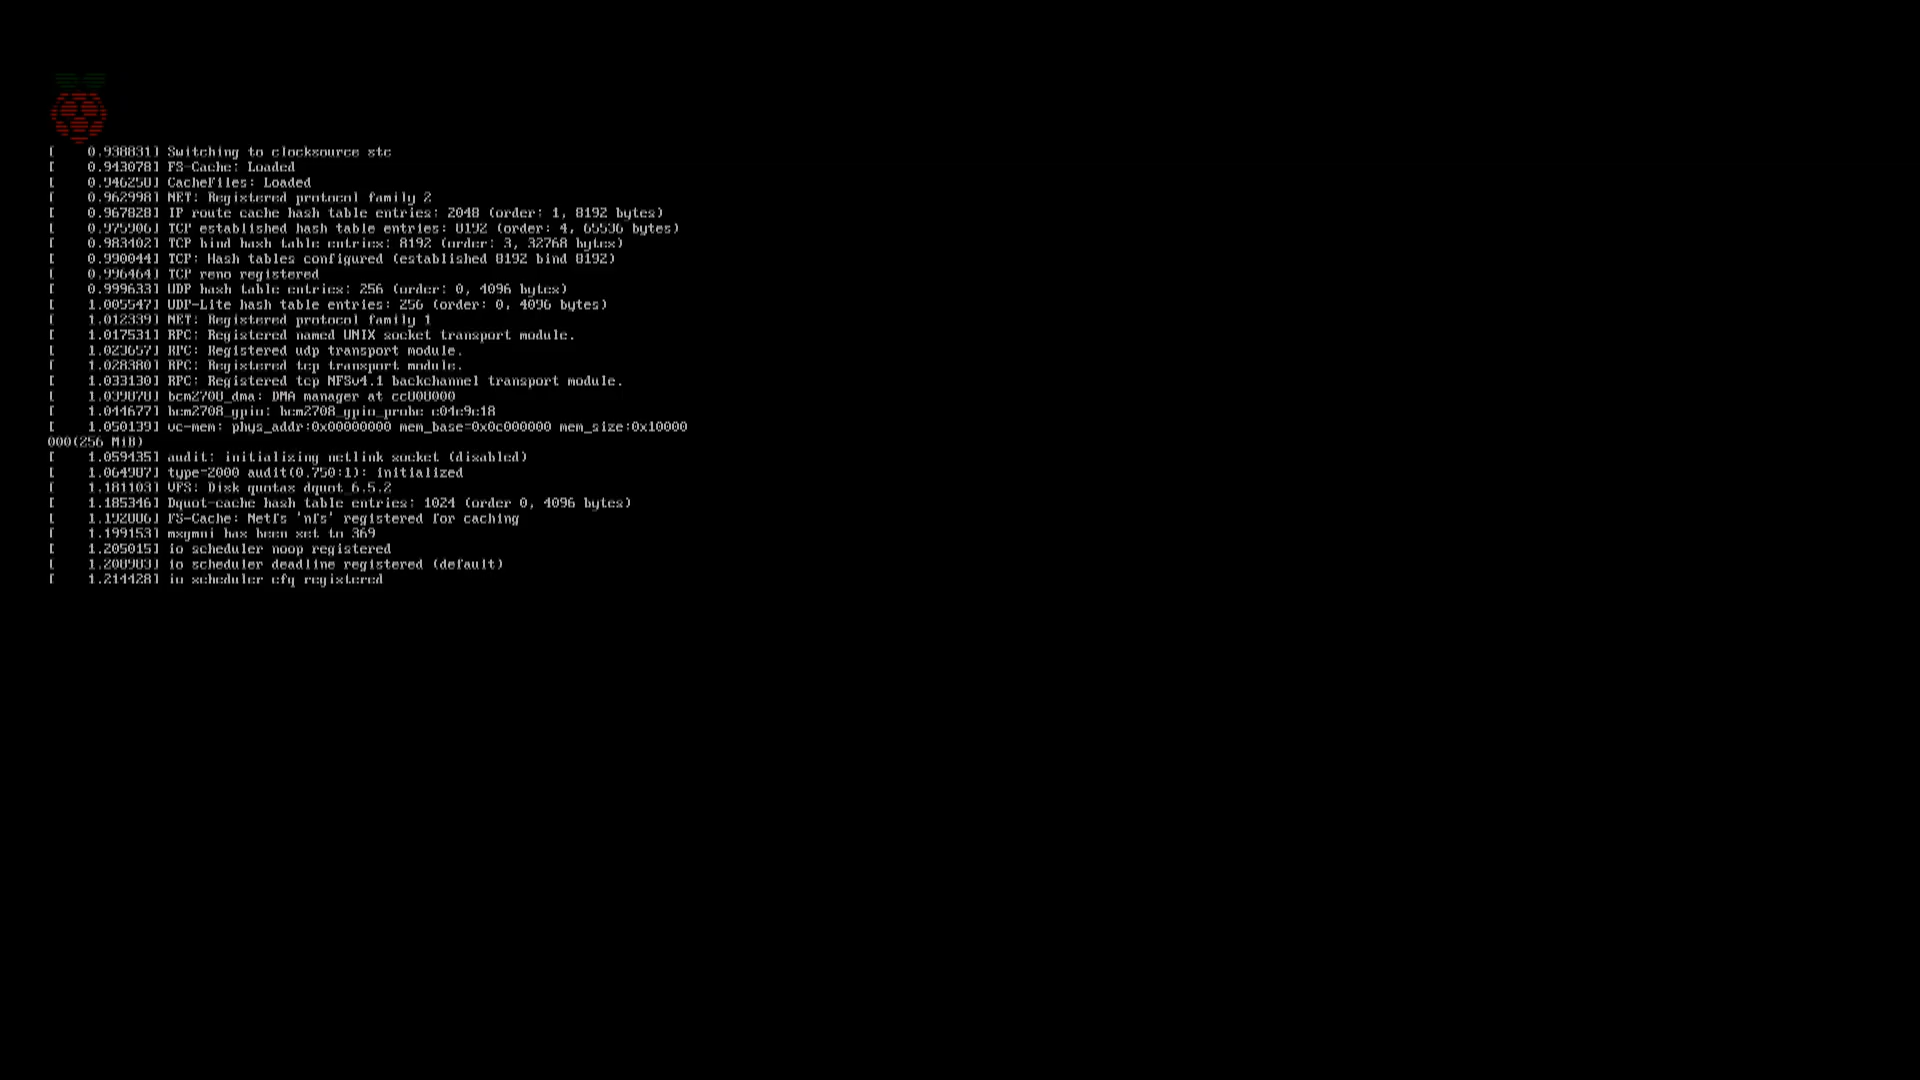 [    0.938831] Switching to clocksource stc
[    0.943078] FS-Cache: Loaded
[    0.946250] CacheFiles: Loaded
[    0.962998] NET: Registered protocol family 2
[    0.967828] IP route cache hash table entries: 2048 (order: 1, 8192 bytes)
[    0.975906] TCP established hash table entries: 8192 (order: 4, 65536 bytes)
[    0.983402] TCP bind hash table entries: 8192 (order: 3, 32768 bytes)
[    0.990044] TCP: Hash tables configured (established 8192 bind 8192)
[    0.996464] TCP reno registered
[    0.999633] UDP hash table entries: 256 (order: 0, 4096 bytes)
[    1.005547] UDP-Lite hash table entries: 256 (order: 0, 4096 bytes)
[    1.012339] NET: Registered protocol family 1
[    1.017531] RPC: Registered named UNIX socket transport module.
[    1.023657] RPC: Registered udp transport module.
[    1.028380] RPC: Registered tcp transport module.
[    1.033130] RPC: Registered tcp NFSv4.1 backchannel transport module.
[    1.039070] bcm2708_dma: DMA manager at cc808000
[    1.044677] bcm2708_gpio: bcm2708_gpio_probe c04e9c18
[    1.050139] vc-mem: phys_addr:0x00000000 mem_base=0x0c000000 mem_size:0x10000
000(256 MiB)
[    1.059435] audit: initializing netlink socket (disabled)
[    1.064907] type=2000 audit(0.750:1): initialized
[    1.181103] VFS: Disk quotas dquot_6.5.2
[    1.185346] Dquot-cache hash table entries: 1024 (order 0, 4096 bytes)
[    1.192006] FS-Cache: Netfs 'nfs' registered for caching
[    1.199153] msgmni has been set to 369
[    1.205015] io scheduler noop registered
[    1.208983] io scheduler deadline registered (default)
[    1.214428] io scheduler cfq registered